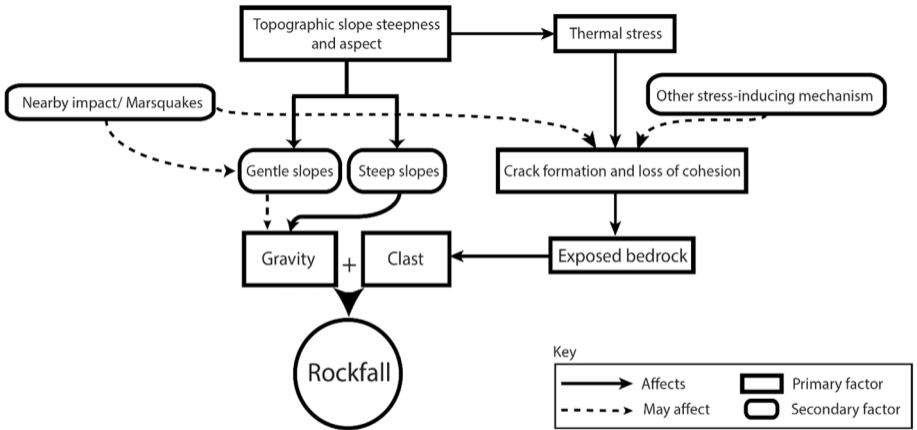 Topographic slope steepness
and aspect
Thermal stress
Nearby impact/ Marsquakes
Other stress-inducing mechanism
Gentle slopes
Steep slopes
Crack formation and loss of cohesion
Gravity
+
Clast
Exposed bedrock
Rockfall
Key
Affects
Primary factor
May affect
Secondary factor